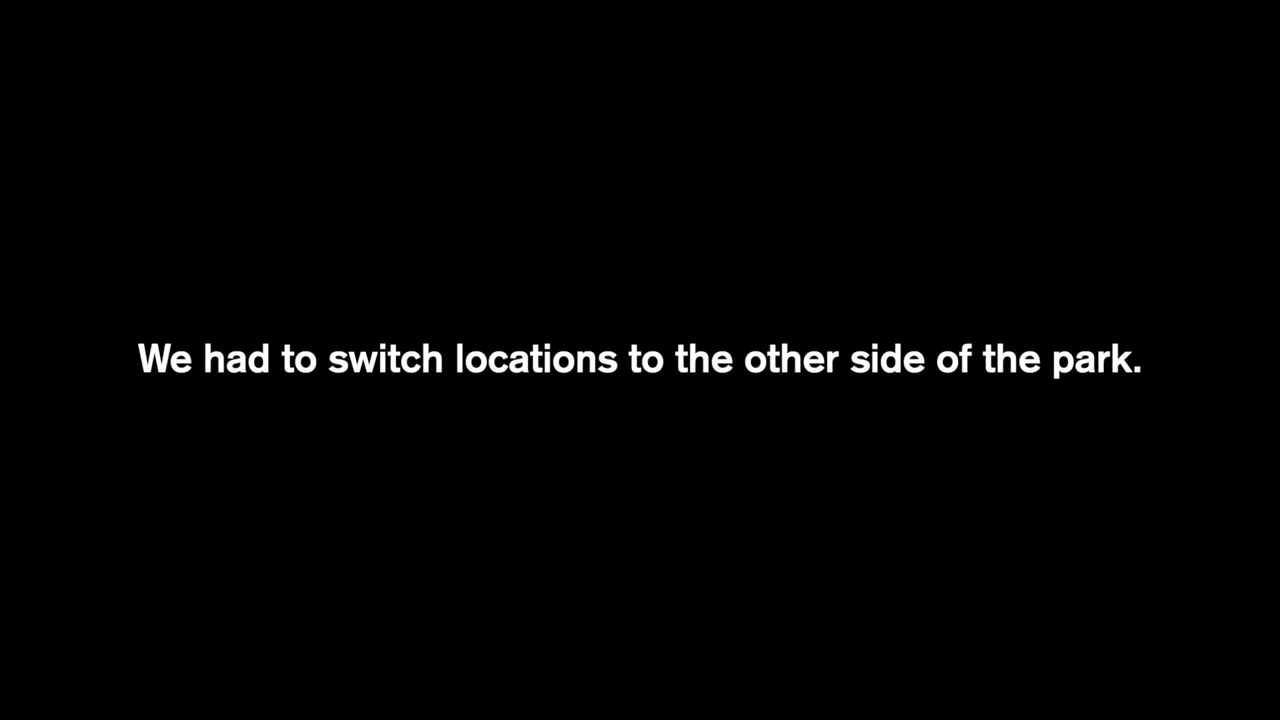 We had to switch locations to the other side of the park.